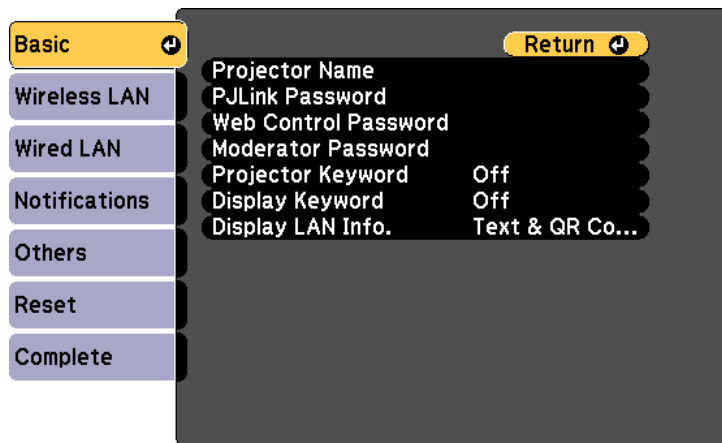 Basic
Wireless LAN
Wired LAN
Notifications
Others
Reset
Complete
Return
Projector Name
PJLink Password
Web Control Password
Moderator Password
Projector Keyword Off
Display Keyword Off
Display LAN Info. Text & QR Co...